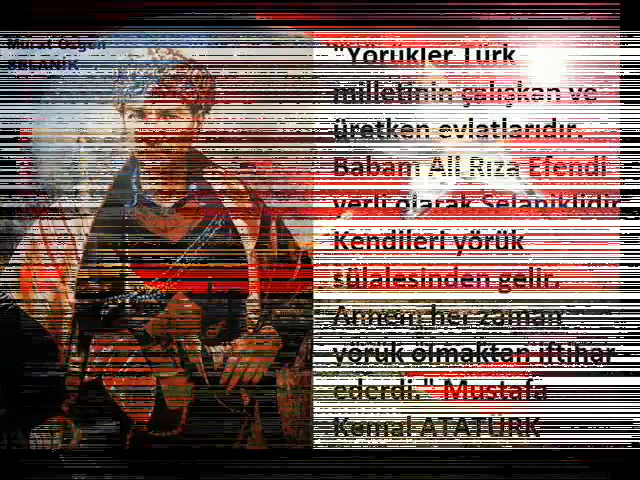 Murat Özgen
SELANİK
"Yörükler Türk
milletinin çalışkan ve
üretken evlatlarıdır.
Babam Ali Rıza Efendi
yerli olarak Selaniklidir.
Kendileri yörük
sülalesinden gelir.
Annem her zaman
yörük olmaktan iftihar
ederdi." Mustafa
Kemal ATATÜRK